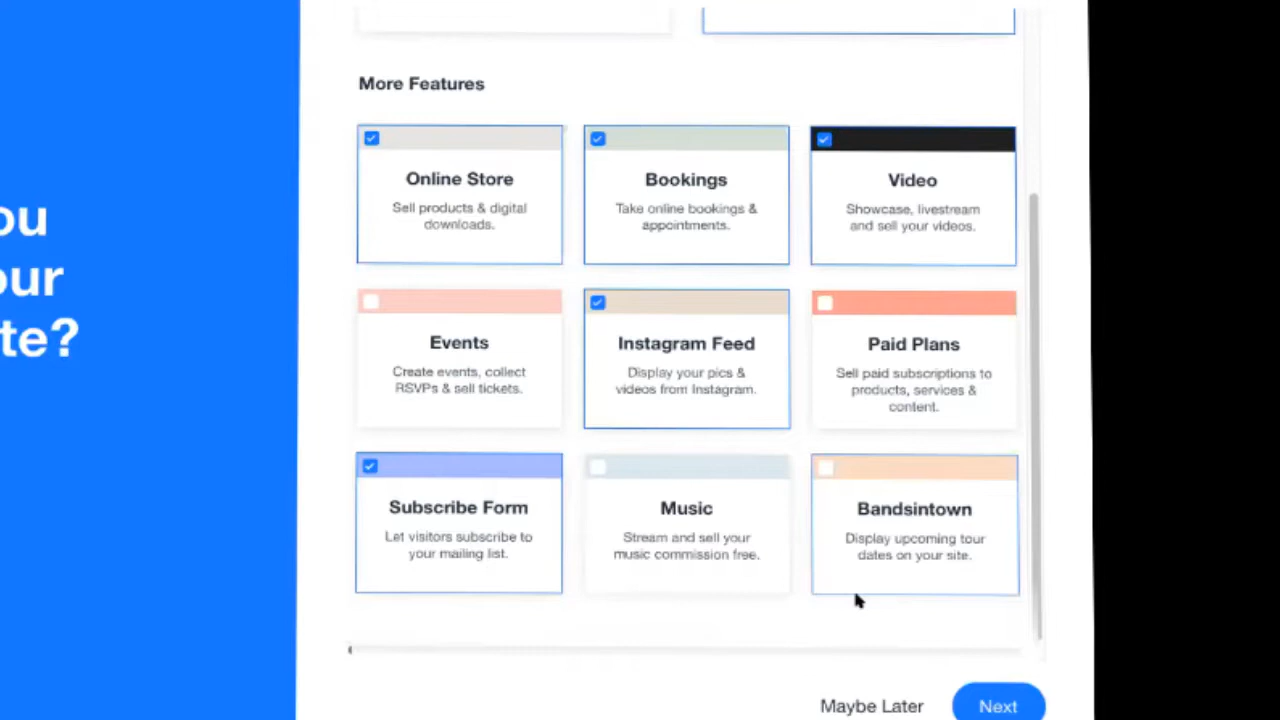 ou
our
te?
More Features
Online Store
Sell products & digital
downloads.
Bookings
Take online bookings &
appointments.
Video
Showcase, livestream
and sell your videos.
Events
Create events, collect
RSVPs & sell tickets.
Instagram Feed
Display your pics &
videos from Instagram.
Paid Plans
Sell paid subscriptions to
products, services &
content.
Subscribe Form
Let visitors subscribe to
your mailing list.
Music
Stream and sell your
music commission free.
Bandsintown
Display upcoming tour
dates on your site.
Maybe Later
Next